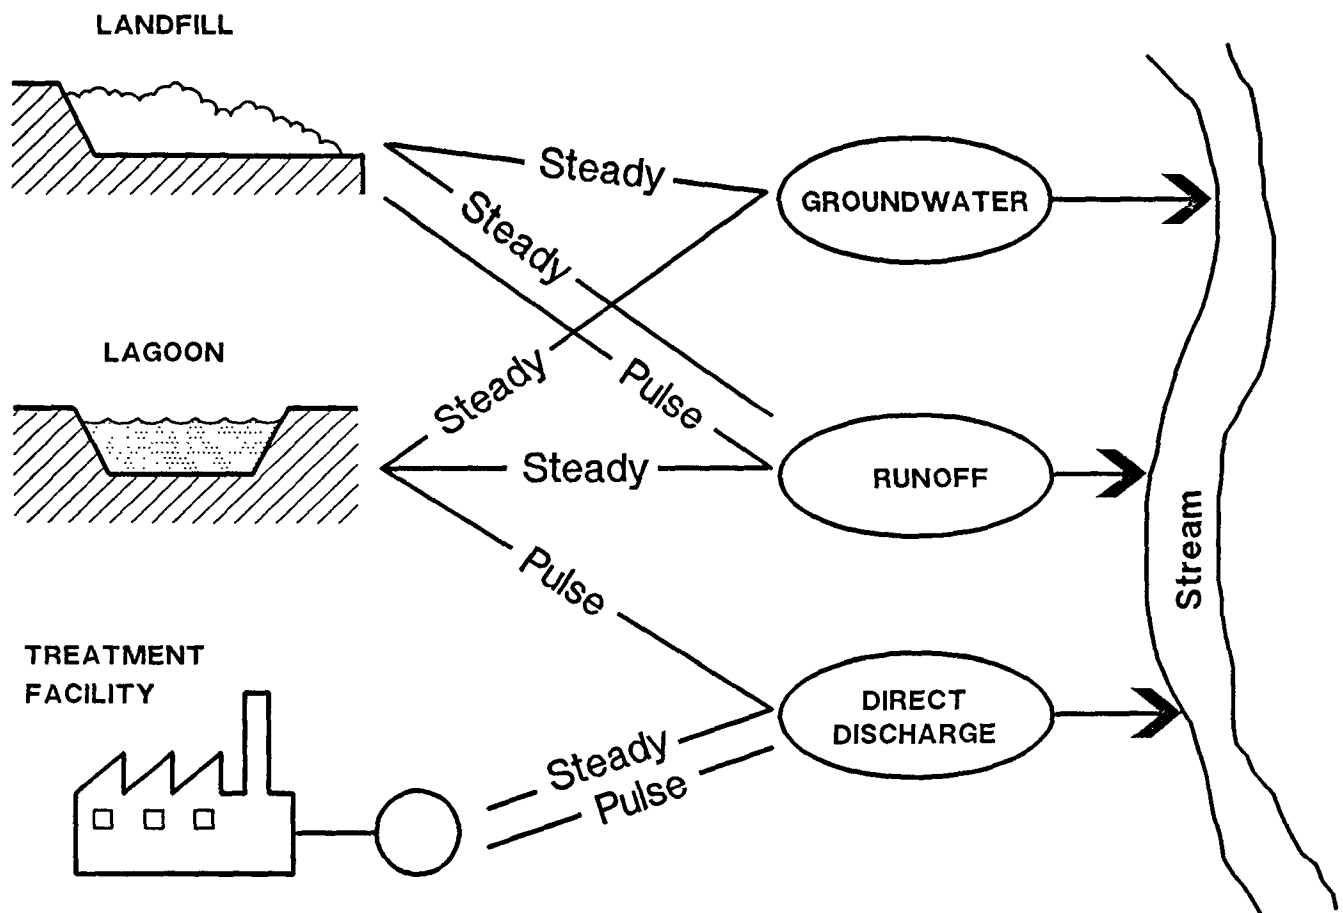 LANDFILL
Steady
GROUNDWATER
Steady
LAGOON
Steady
Pulse
Steady
RUNOFF
Stream
Pulse
TREATMENT
FACILITY
DIRECT
DISCHARGE
Steady
Pulse